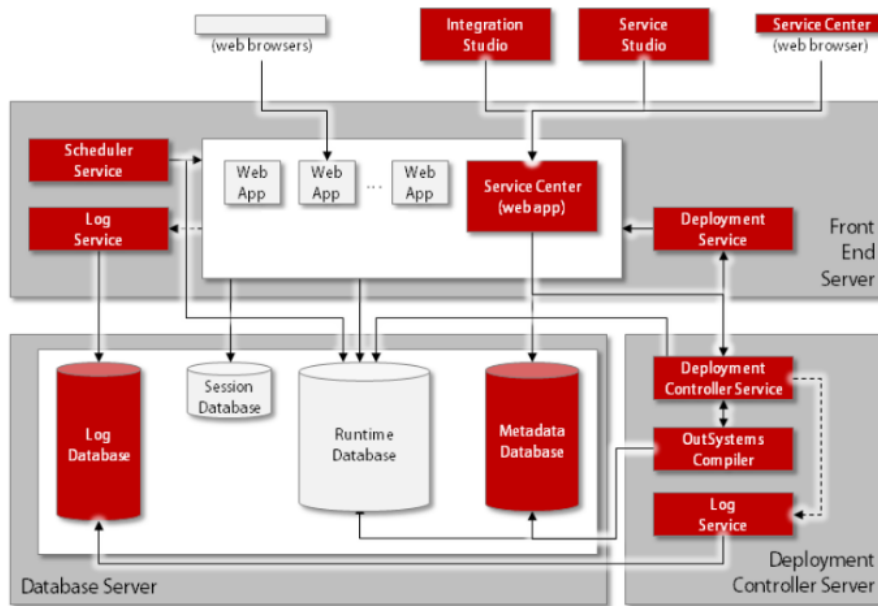 (web browsers)
Integration
Studio
Service
Studio
Service Center
(web browser)
Scheduler
Service
Web
App
Web
App
...
Web
App
Service Center
(web app)
Log
Service
Deployment
Service
Front
End
Server
Log
Database
Session
Database
Runtime
Database
Metadata
Database
Deployment
Controller Service
OutSystems
Compiler
Log
Service
Database Server
Deployment
Controller Server